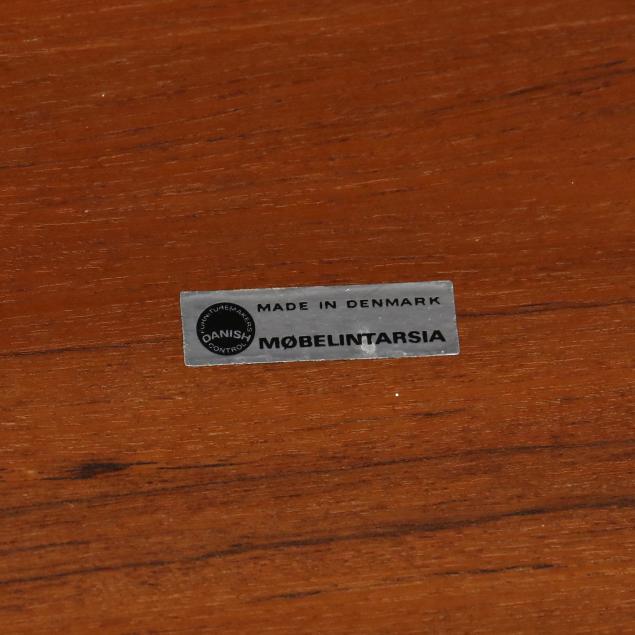 FURNITUREMAKERS
DANISH
CONTROL
MADE IN DENMARK
MØBELINTARSIA